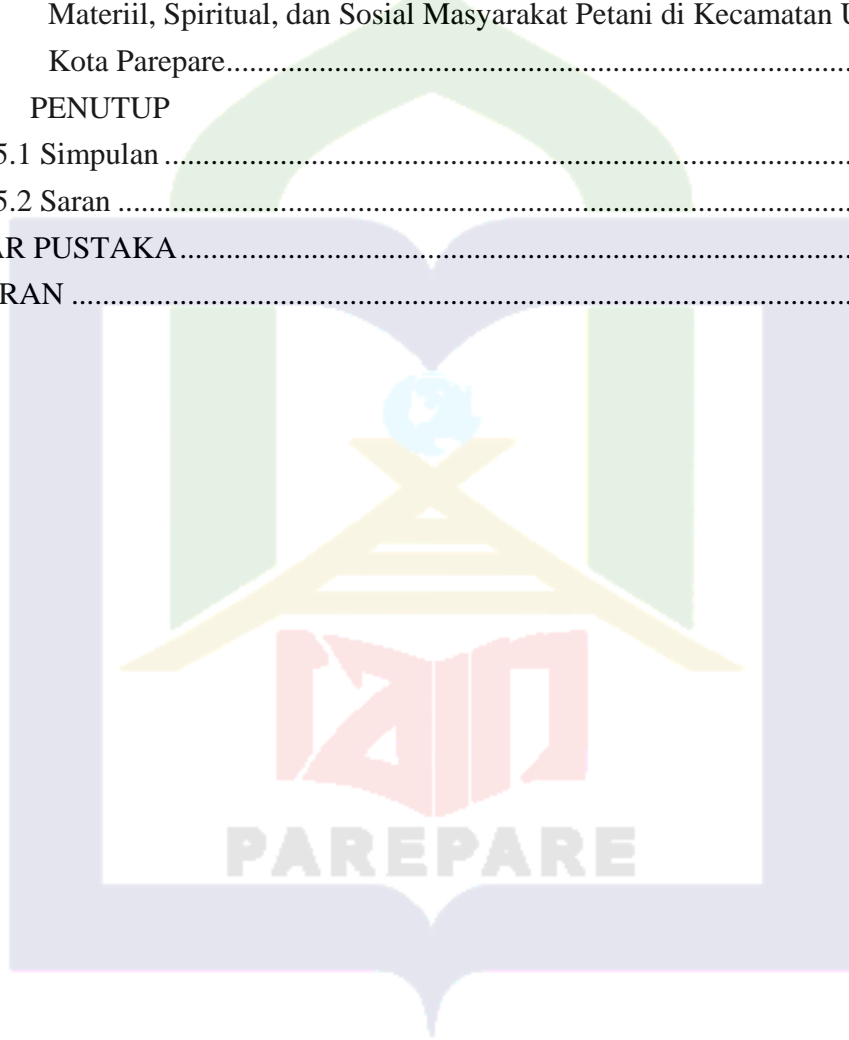 Materiil, Spiritual, dan Sosial Masyarakat Petani di Kecamatan
Kota Parepare..........................................................................................
PENUTUP
5.1 Simpulan ..........................................................................................
5.2 Saran ................................................................................................
PUSTAKA.......................................................................................
..........................................................................................................
iain
PAREPARE